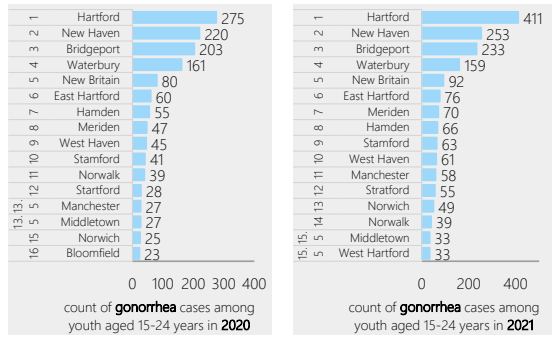 1 Hartford 275
2 New Haven 220
3 Bridgeport 203
4 Waterbury 161
5 New Britain 80
6 East Hartford 60
7 Hamden 55
8 Meriden 47
9 West Haven 45
10 Stamford 41
11 Norwalk 39
12 Startford 28
13.5 Manchester 27
13.5 Middletown 27
15 Norwich 25
16 Bloomfield 23
0 100 200 300 400
count of gonorrhea cases among
youth aged 15-24 years in 2020
1 Hartford 411
2 New Haven 253
3 Bridgeport 233
4 Waterbury 159
5 New Britain 92
6 East Hartford 76
7 Meriden 70
8 Hamden 66
9 Stamford 63
10 West Haven 61
11 Manchester 58
12 Stratford 55
13 Norwich 49
14 Norwalk 39
15.5 Middletown 33
15.5 West Hartford 33
0 200 400
count of gonorrhea cases among
youth aged 15-24 years in 2021